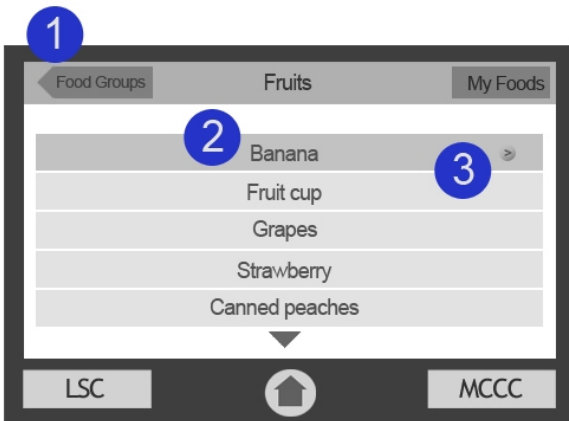 1
Food Groups Fruits My Foods
2
Banana >
3
Fruit cup
Grapes
Strawberry
Canned peaches
LSC MCCC